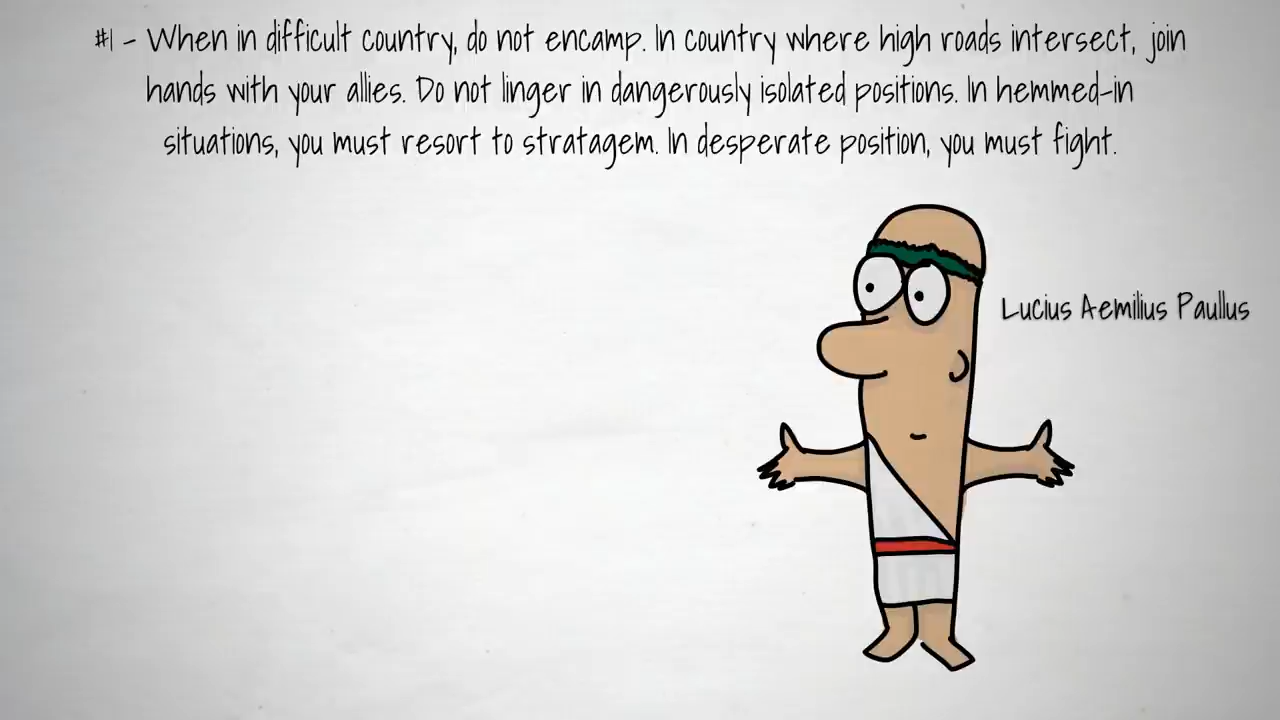 #1 - When in difficult country, do not encamp. In country where high roads intersect, join
hands with your allies. Do not linger in dangerously isolated positions. In hemmed-in
situations, you must resort to stratagem. In desperate position, you must fight.
Lucius Aemilius Paullus